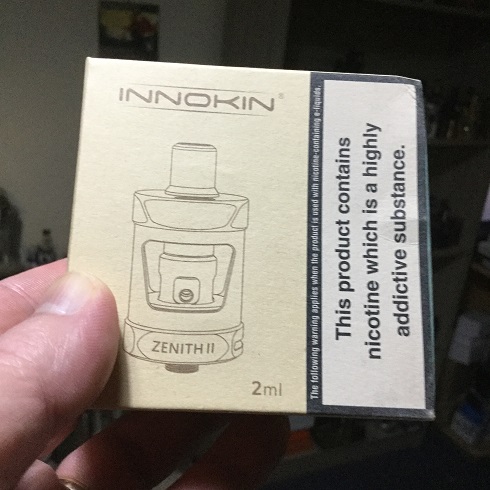 INNOKIN®
ZENITH II
2ml
The following warning applies when the product is used with nicotine-containing e-liquids.
This product contains
nicotine which is a highly
addictive substance.